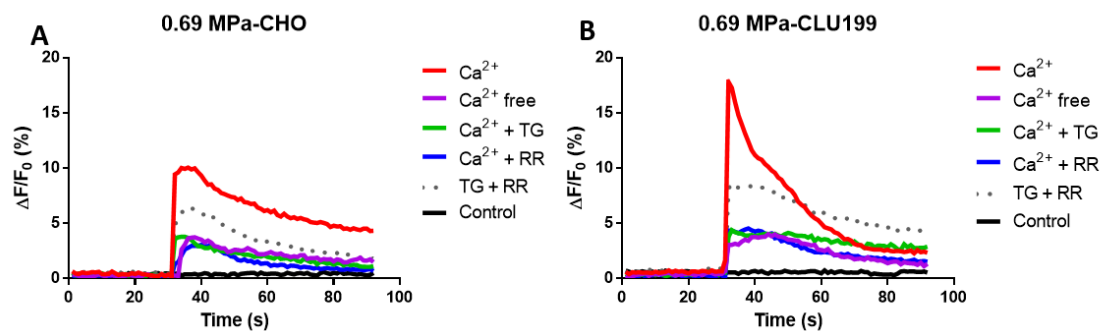 A
0.69 MPa-CHO
ΔF/F₀ (%)
20
15
10
5
0
0
20
40
60
80
100
Time (s)
Ca²⁺
Ca²⁺ free
Ca²⁺ + TG
Ca²⁺ + RR
TG + RR
Control
B
0.69 MPa-CLU199
ΔF/F₀ (%)
20
15
10
5
0
0
20
40
60
80
100
Time (s)
Ca²⁺
Ca²⁺ free
Ca²⁺ + TG
Ca²⁺ + RR
TG + RR
Control